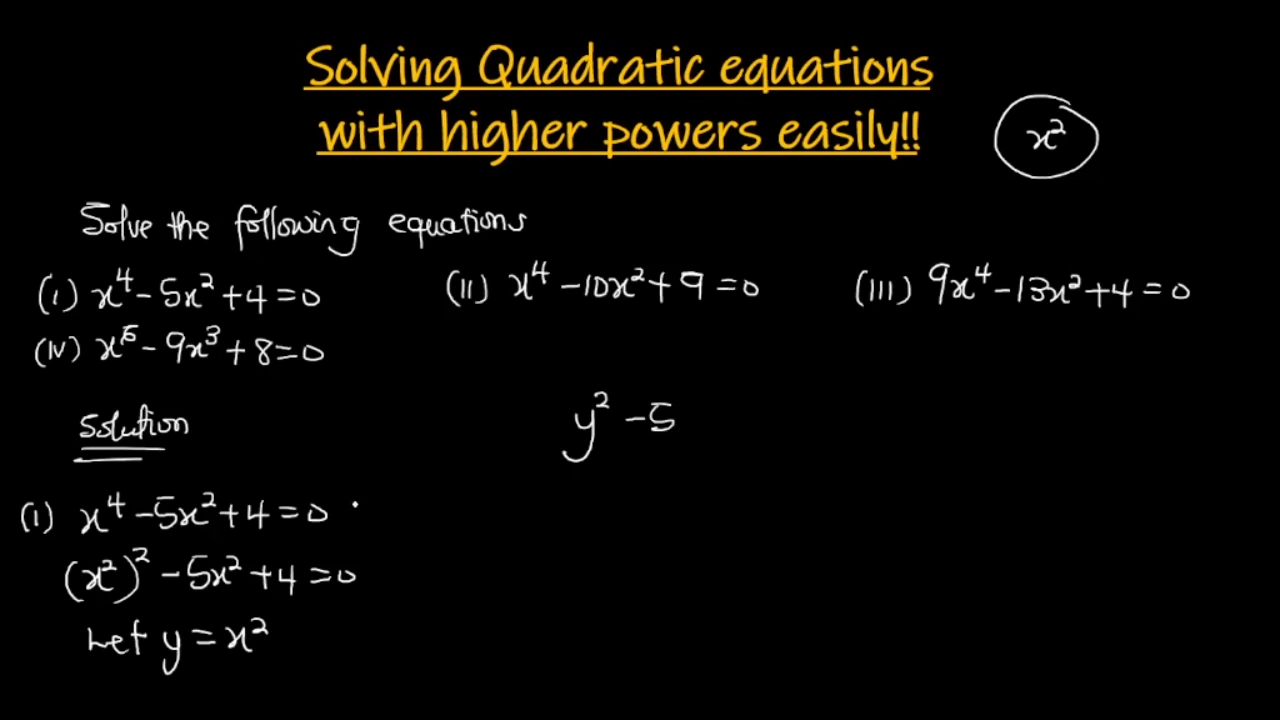 Solving Quadratic equations
with higher powers easily!!
x²
Solve the following equations
(I) x⁴ - 5x² + 4 = 0
(II) x⁴ - 10x² + 9 = 0
(III) 9x⁴ - 13x² + 4 = 0
(IV) x⁶ - 9x³ + 8 = 0
Solution
y² - 5
(I) x⁴ - 5x² + 4 = 0
(x²)² - 5x² + 4 = 0
Let y = x²